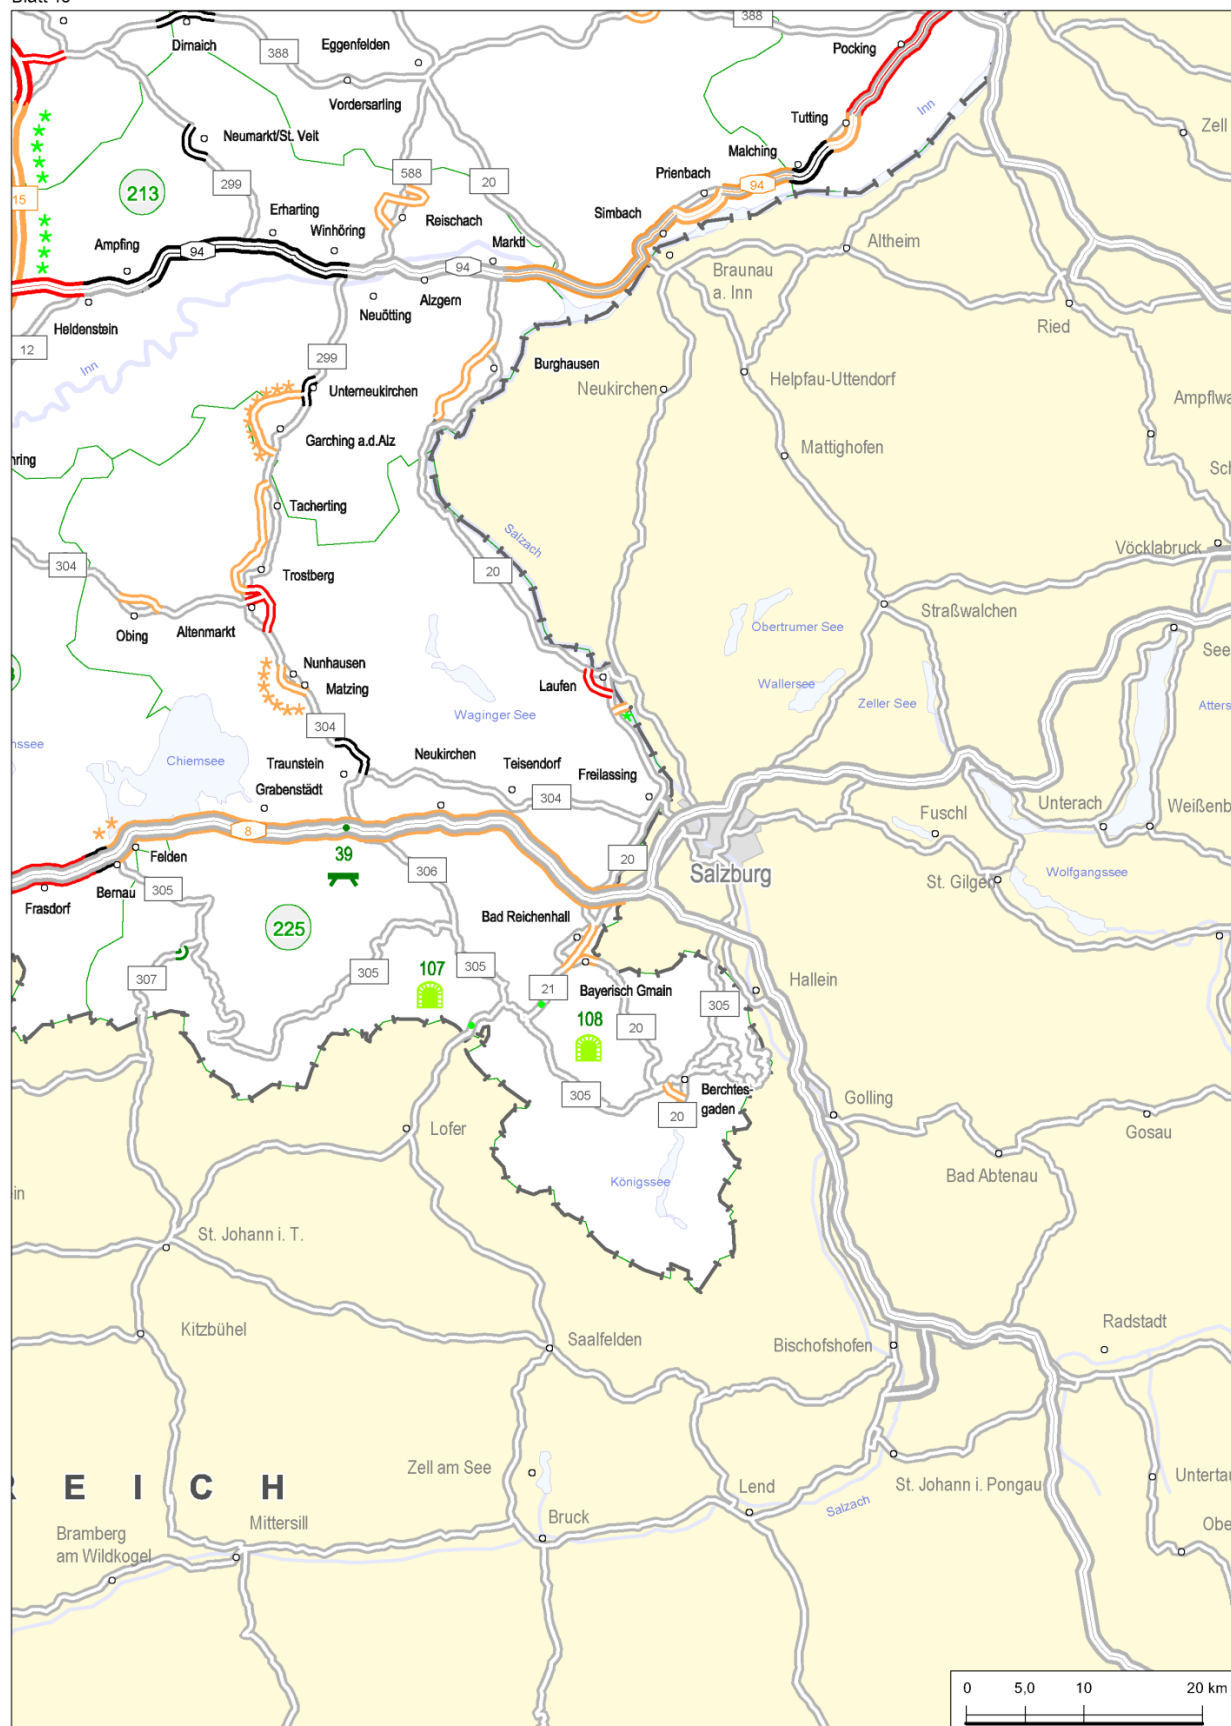 388
388
Dirnaich
Eggenfelden
Pocking
Vordersarling
Inn
Tutting
Zell
Neumarkt/St. Veit
Malching
588
20
299
94
Prienbach
213
15
Erharting
Reischach
Simbach
Winhöring
Marktl
Altheim
Ampfing
94
94
Braunau
a. Inn
Alzgern
Neuötting
Heldenstein
Ried
12
299
Inn
Burghausen
Helpfau-Uttendorf
Unterneukirchen
Neukirchen
Garching a.d.Alz
Mattighofen
Tacherting
Salzach
Vöcklabruck
304
20
Trostberg
Straßwalchen
Obing
Altenmarkt
Obertrumer See
Nunhausen
Laufen
Wallersee
Matzing
Waginger See
Zeller See
304
Chiemsee
Traunstein
Neukirchen
Teisendorf
Freilassing
Grabenstädt
304
Unterach
Fuschl
8
Felden
39
20
306
Salzburg
Wolfgangssee
Bernau
305
St. Gilgen
Frasdorf
225
Bad Reichenhall
107
305
305
307
21
Bayerisch Gmain
305
Hallein
108
20
305
Berchtes-
gaden
20
Golling
Lofer
Gosau
Bad Abtenau
Königssee
St. Johann i. T.
Kitzbühel
Saalfelden
Bischofshofen
Radstadt
Zell am See
E I C H
Lend
St. Johann i. Pongau
Salzach
Bramberg
am Wildkogel
Mittersill
Bruck
0 5,0 10 20 km